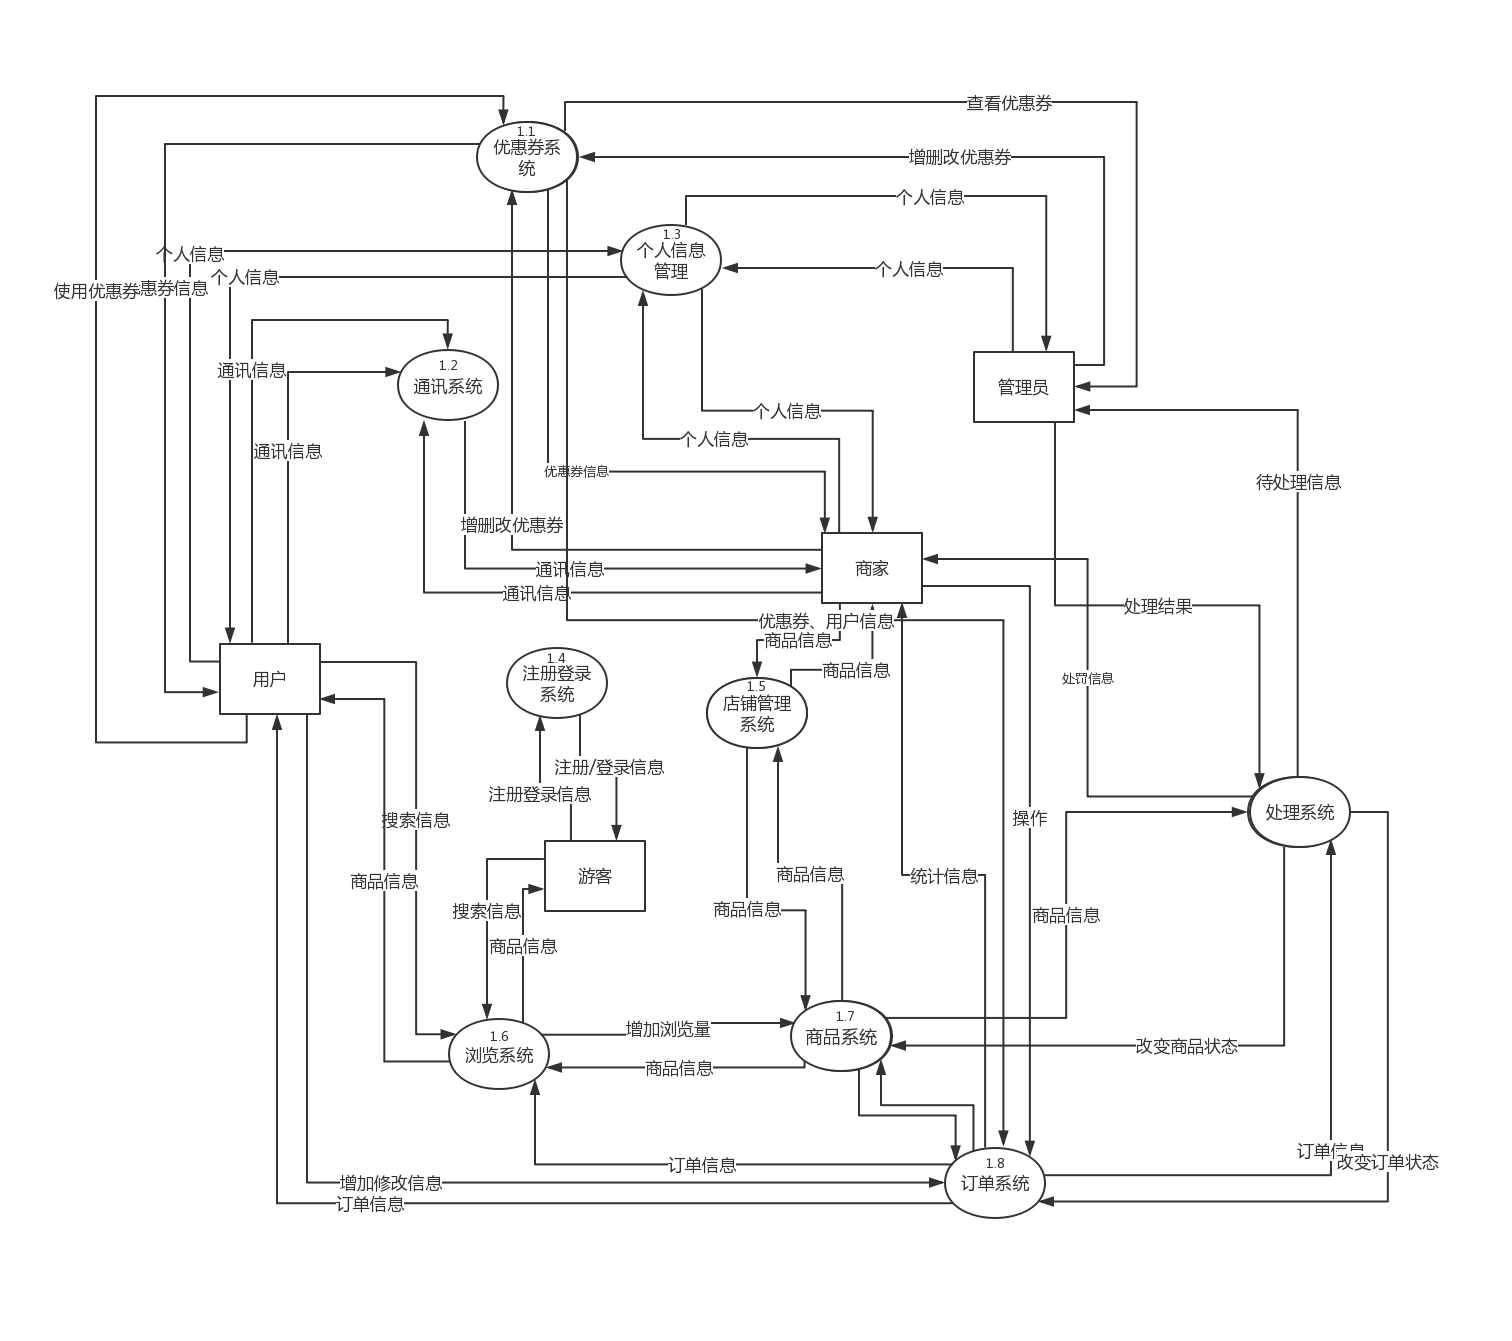 查看优惠券
1.1
优惠券系
统
增删改优惠券
个人信息
1.3
个人信息
管理
个人信息
个人信息
个人信息
使用优惠券
惠券信息
1.2
通讯系统
通讯信息
管理员
个人信息
个人信息
通讯信息
优惠券信息
待处理信息
增删改优惠券
通讯信息
商家
通讯信息
处理结果
优惠券、用户信息
商品信息
商品信息
用户
1.4
注册登录
系统
1.5
店铺管理
系统
处罚信息
注册/登录信息
注册登录信息
搜索信息
操作
处理系统
商品信息
游客
商品信息
统计信息
搜索信息
商品信息
商品信息
商品信息
1.6
浏览系统
增加浏览量
1.7
商品系统
改变商品状态
商品信息
订单信息
1.8
订单系统
订单信息
改变订单状态
增加修改信息
订单信息